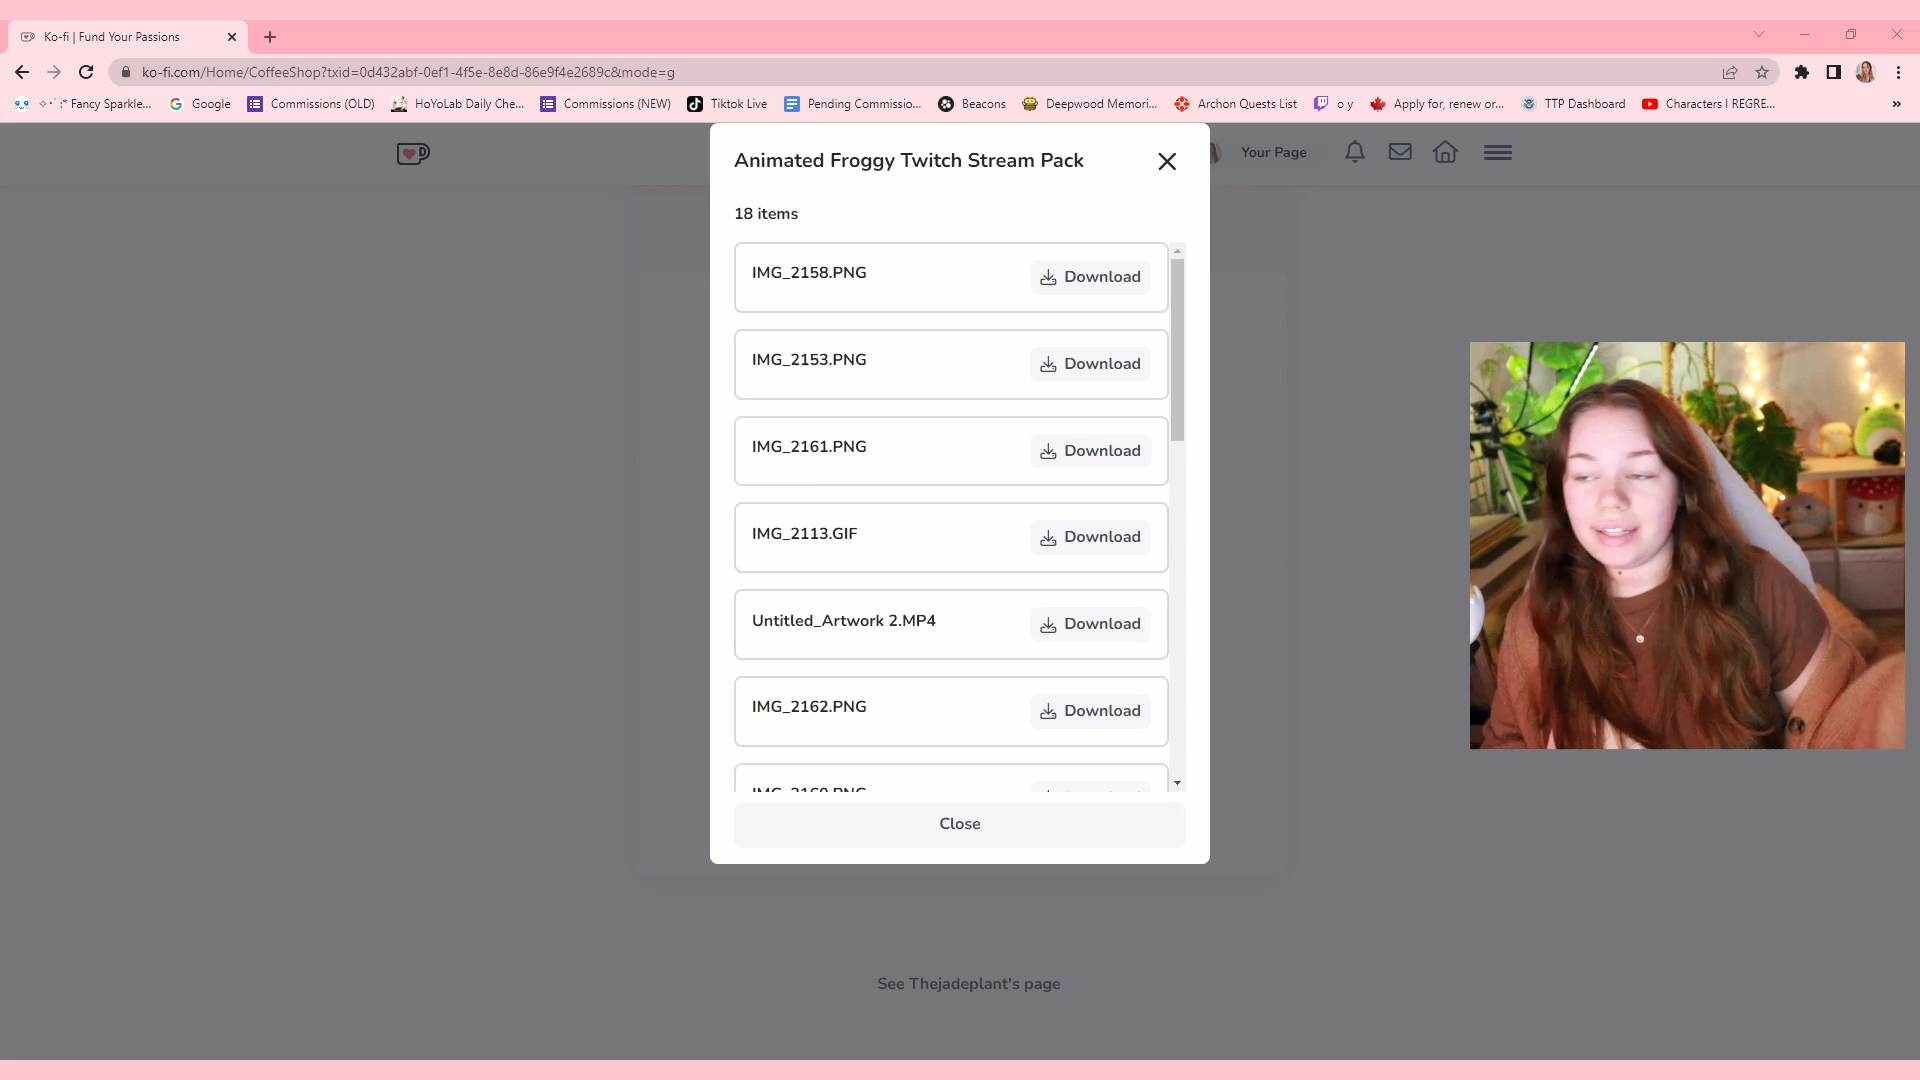 Ko-fi | Fund Your Passions
ko-fi.com/Home/CoffeeShop?txid=0d432abf-0ef1-4f5e-8e8d-86e9f4e2689c&mode=g
Fancy Sparkle...
Google
Commissions (OLD)
HoYoLab Daily Che...
Commissions (NEW)
Tiktok Live
Pending Commissio...
Beacons
Deepwood Memori...
Archon Quests List
o y
Apply for, renew or...
TTP Dashboard
Characters I REGRE...
Your Page
Animated Froggy Twitch Stream Pack
18 items
IMG_2158.PNG
Download
IMG_2153.PNG
Download
IMG_2161.PNG
Download
IMG_2113.GIF
Download
Untitled_Artwork 2.MP4
Download
IMG_2162.PNG
Download
Close
See Thejadeplant's page